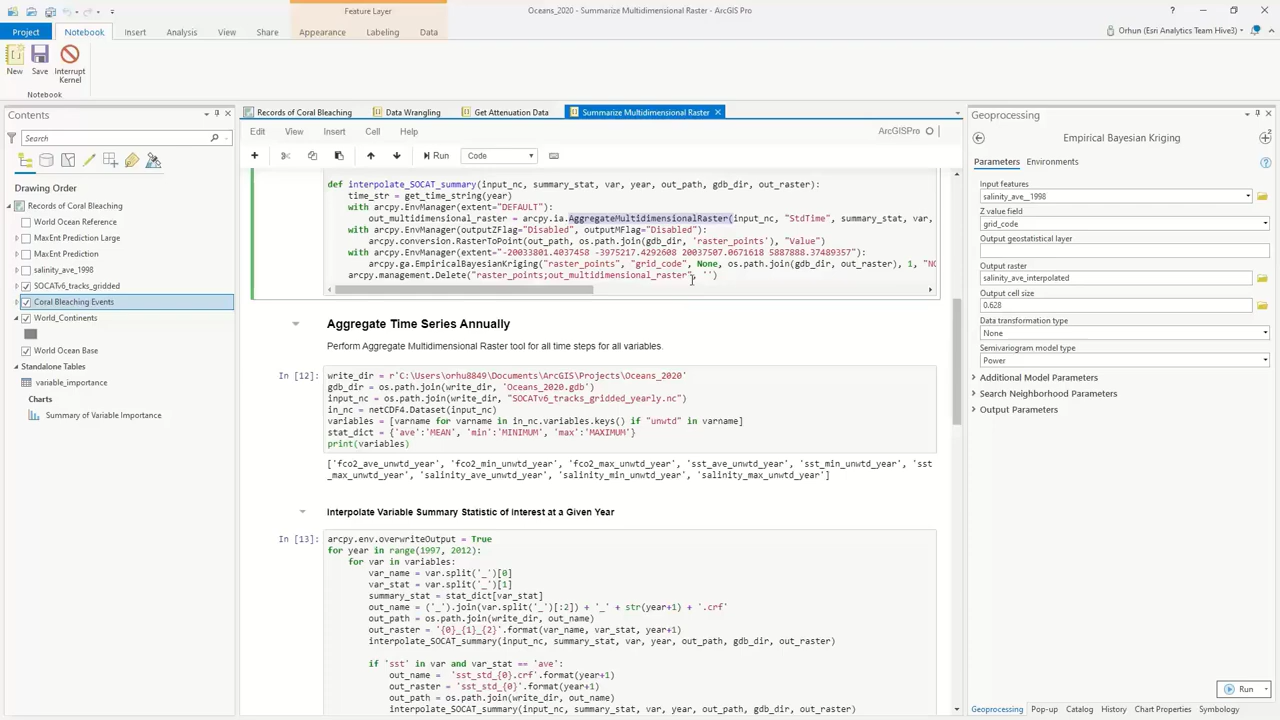 Feature Layer
Oceans_2020 - Summarize Multidimensional Raster - ArcGIS Pro
? — X
Project
Notebook
Insert
Analysis
View
Share
Appearance
Labeling
Data
Orhun (Esri Analytics Team Hive3)
New
Save
Interrupt
Kernel
Notebook
Contents
Search
Drawing Order
Records of Coral Bleaching
World Ocean Reference
MaxEnt Prediction Large
MaxEnt Prediction
salinity_ave_1998
SOCATv6_tracks_gridded
Coral Bleaching Events
World_Continents
World Ocean Base
Standalone Tables
variable_importance
Charts
Summary of Variable Importance
Records of Coral Bleaching
Data Wrangling
Get Attenuation Data
Summarize Multidimensional Raster
Edit
View
Insert
Cell
Help
ArcGISPro
Run
Code
def interpolate_SOCAT_summary(input_nc, summary_stat, var, year, out_path, gdb_dir, out_raster):
time_str = get_time_string(year)
with arcpy.EnvManager(extent="DEFAULT"):
out_multidimensional_raster = arcpy.ia.AggregateMultidimensionalRaster(input_nc, "StdTime", summary_stat, var,
with arcpy.EnvManager(outputZFlag="Disabled", outputMFlag="Disabled"):
arcpy.conversion.RasterToPoint(out_path, os.path.join(gdb_dir, 'raster_points'), "Value")
with arcpy.EnvManager(extent="-20033801.4037458 -3975217.4292608 20037507.0671618 5887888.37489357"):
arcpy.ga.EmpiricalBayesianKriging("raster_points", "grid_code", None, os.path.join(gdb_dir, out_raster), 1, "NO
arcpy.management.Delete("raster_points;out_multidimensional_raster", '')
Aggregate Time Series Annually
Perform Aggregate Multidimensional Raster tool for all time steps for all variables.
In [12]:
write_dir = r'C:\Users\orhu8849\Documents\ArcGIS\Projects\Oceans_2020'
gdb_dir = os.path.join(write_dir, 'Oceans_2020.gdb')
input_nc = os.path.join(write_dir, "SOCATv6_tracks_gridded_yearly.nc")
in_nc = netCDF4.Dataset(input_nc)
variables = [varname for varname in in_nc.variables.keys() if "unwtd" in varname]
stat_dict = {'ave':'MEAN', 'min':'MINIMUM', 'max':'MAXIMUM'}
print(variables)
['fco2_ave_unwtd_year', 'fco2_min_unwtd_year', 'fco2_max_unwtd_year', 'sst_ave_unwtd_year', 'sst_min_unwtd_year', 'sst
_max_unwtd_year', 'salinity_ave_unwtd_year', 'salinity_min_unwtd_year', 'salinity_max_unwtd_year']
Interpolate Variable Summary Statistic of Interest at a Given Year
In [13]:
arcpy.env.overwriteOutput = True
for year in range(1997, 2012):
for var in variables:
var_name = var.split('_')[0]
var_stat = var.split('_')[1]
summary_stat = stat_dict[var_stat]
out_name = ('_').join(var.split('_')[:2]) + '_' + str(year+1) + '.crf'
out_path = os.path.join(write_dir, out_name)
out_raster = '{0}_{1}_{2}'.format(var_name, var_stat, year+1)
interpolate_SOCAT_summary(input_nc, summary_stat, var, year, out_path, gdb_dir, out_raster)
if 'sst' in var and var_stat == 'ave':
out_name = 'sst_std_{0}.crf'.format(year+1)
out_raster = 'sst_std_{0}'.format(year+1)
out_path = os.path.join(write_dir, out_name)
interpolate_SOCAT_summary(input_nc, summary_stat, var, year, out_path, gdb_dir, out_raster)
Geoprocessing
Empirical Bayesian Kriging
Parameters
Environments
Input features
salinity_ave__1998
Z value field
grid_code
Output geostatistical layer
Output raster
salinity_ave_interpolated
Output cell size
0.628
Data transformation type
None
Semivariogram model type
Power
Additional Model Parameters
Search Neighborhood Parameters
Output Parameters
Run
Geoprocessing
Pop-up
Catalog
History
Chart Properties
Symbology